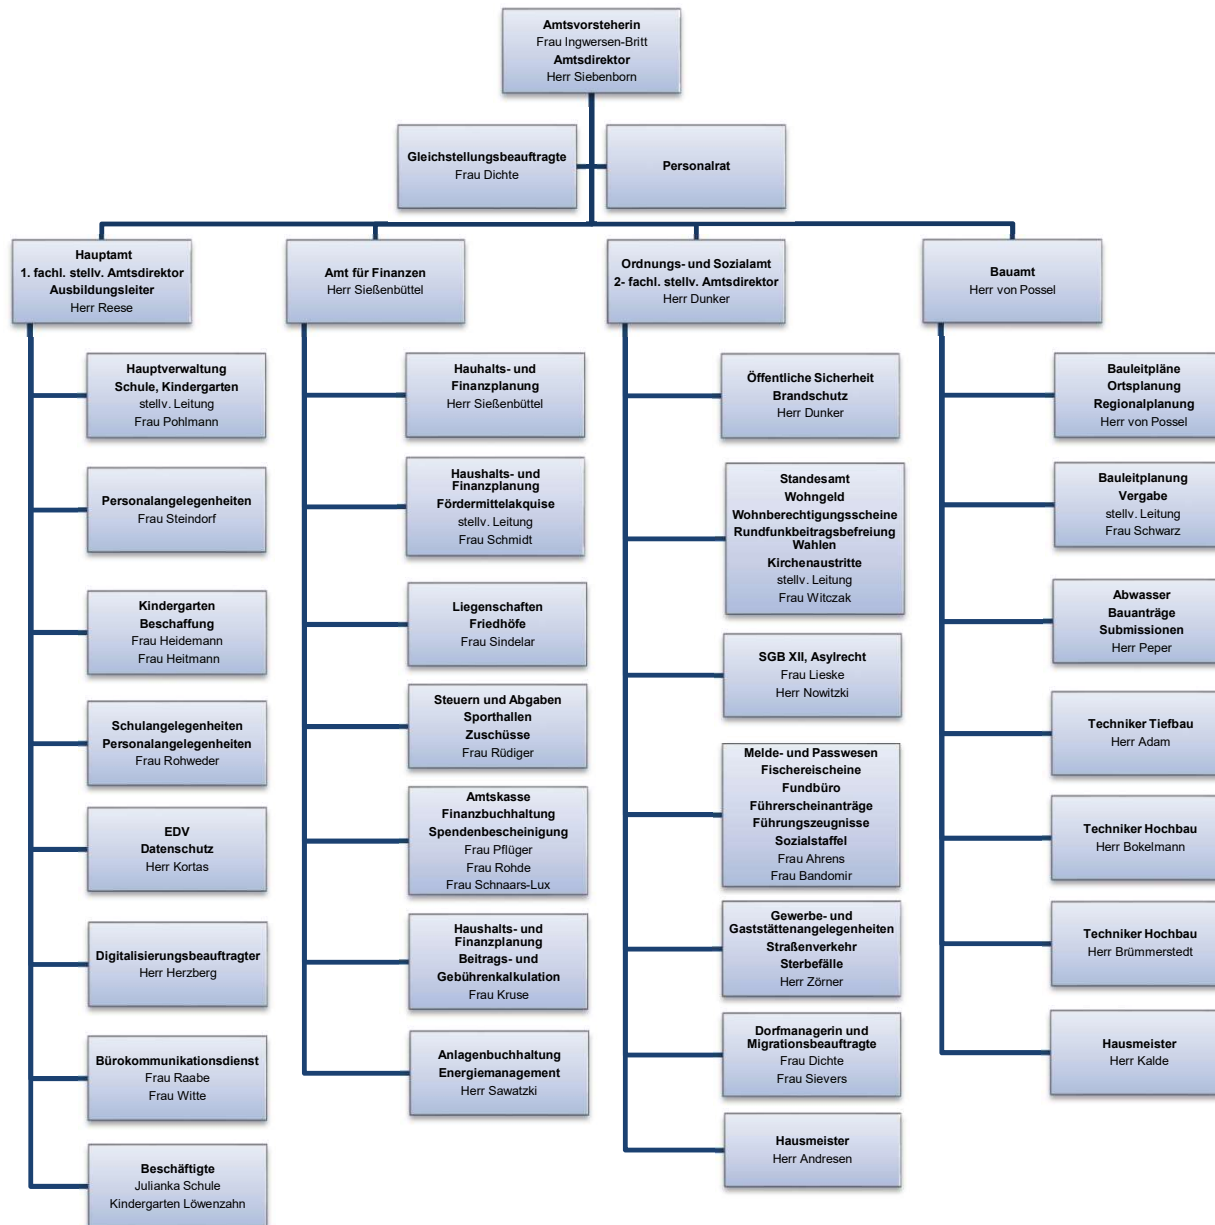 Amtsvorsteherin
Frau Ingwersen-Britt
Amtsdirektor
Herr Siebenborn
Gleichstellungsbeauftragte
Frau Dichte
Personalrat
Hauptamt
1. fachl. stellv. Amtsdirektor
Ausbildungsleiter
Herr Reese
Hauptverwaltung
Schule, Kindergarten
stellv. Leitung
Frau Pohlmann
Personalangelegenheiten
Frau Steindorf
Kindergarten
Beschaffung
Frau Heidemann
Frau Heitmann
Schulangelegenheiten
Personalangelegenheiten
Frau Rohweder
EDV
Datenschutz
Herr Kortas
Digitalisierungsbeauftragter
Herr Herzberg
Bürokommunikationsdienst
Frau Raabe
Frau Witte
Beschäftigte
Julianka Schule
Kindergarten Löwenzahn
Amt für Finanzen
Herr Sießenbüttel
Hauhalts- und
Finanzplanung
Herr Sießenbüttel
Haushalts- und
Finanzplanung
Fördermittelakquise
stellv. Leitung
Frau Schmidt
Liegenschaften
Friedhöfe
Frau Sindelar
Steuern und Abgaben
Sporthallen
Zuschüsse
Frau Rüdiger
Amtskasse
Finanzbuchhaltung
Spendenbescheinigung
Frau Pflüger
Frau Rohde
Frau Schnaars-Lux
Haushalts- und
Finanzplanung
Beitrags- und
Gebührenkalkulation
Frau Kruse
Anlagenbuchhaltung
Energiemanagement
Herr Sawatzki
Ordnungs- und Sozialamt
2- fachl. stellv. Amtsdirektor
Herr Dunker
Öffentliche Sicherheit
Brandschutz
Herr Dunker
Standesamt
Wohngeld
Wohnberechtigungsscheine
Rundfunkbeitragsbefreiung
Wahlen
Kirchenaustritte
stellv. Leitung
Frau Witczak
SGB XII, Asylrecht
Frau Lieske
Herr Nowitzki
Melde- und Passwesen
Fischereischeine
Fundbüro
Führerscheinanträge
Führungszeugnisse
Sozialstaffel
Frau Ahrens
Frau Bandomir
Gewerbe- und
Gaststättenangelegenheiten
Straßenverkehr
Sterbefälle
Herr Zörner
Dorfmanagerin und
Migrationsbeauftragte
Frau Dichte
Frau Sievers
Hausmeister
Herr Andresen
Bauamt
Herr von Possel
Bauleitpläne
Ortsplanung
Regionalplanung
Herr von Possel
Bauleitplanung
Vergabe
stellv. Leitung
Frau Schwarz
Abwasser
Bauanträge
Submissionen
Herr Peper
Techniker Tiefbau
Herr Adam
Techniker Hochbau
Herr Bokelmann
Techniker Hochbau
Herr Brümmerstedt
Hausmeister
Herr Kalde